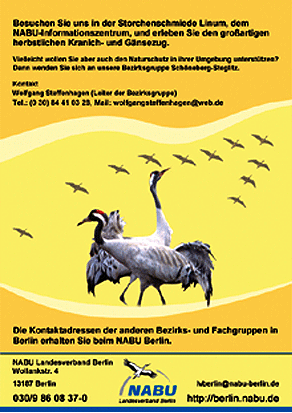 Besuchen Sie uns in der Storchenschmiede Linum, dem
NABU-Informationszentrum, und erleben Sie den großartigen
herbstlichen Kranich- und Gänsezug.
Vielleicht wollen Sie aber auch den Naturschutz in Ihrer Umgebung unterstützen?
Dann wenden Sie sich an unsere Bezirksgruppe Schöneberg-Steglitz.
Kontakt
Wolfgang Steffenhagen (Leiter der Bezirksgruppe)
Tel.: (0 30) 84 41 03 29, Mail: wolfgangsteffenhagen@web.de
Die Kontaktadressen der anderen Bezirks- und Fachgruppen in
Berlin erhalten Sie beim NABU Berlin.
NABU Landesverband Berlin
Wollankstr. 4
13187 Berlin
030/9 86 08 37-0
NABU
Landesverband Berlin
lvberlin@nabu-berlin.de
http://berlin.nabu.de